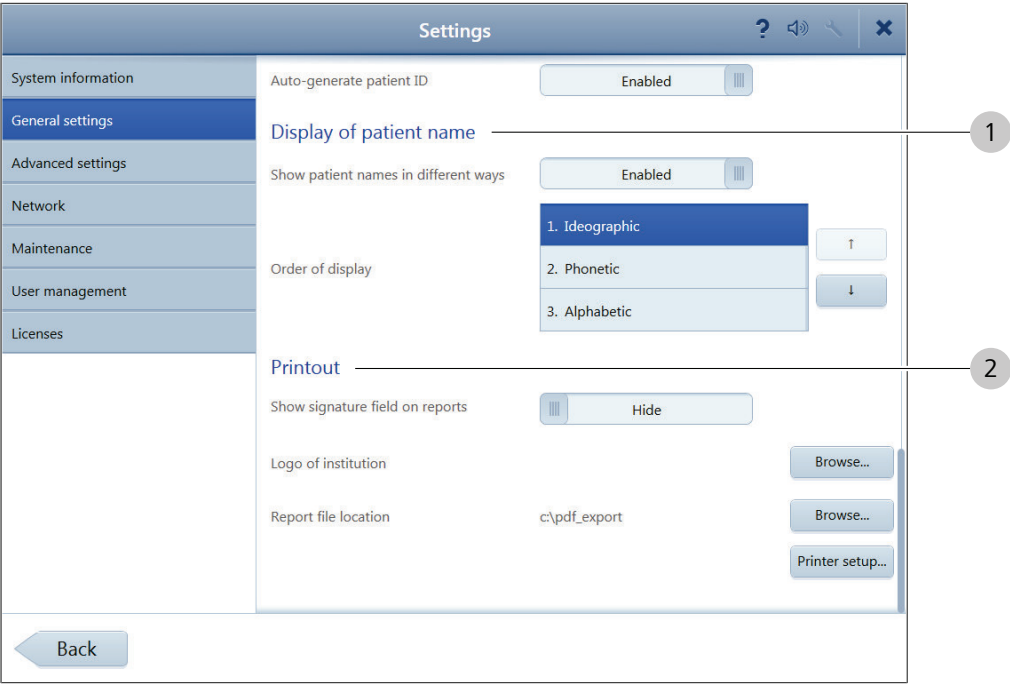 Settings
?
System information
General settings
Advanced settings
Network
Maintenance
User management
Licenses
Auto-generate patient ID Enabled
Display of patient name 1
Show patient names in different ways Enabled
Order of display
1. Ideographic
2. Phonetic
3. Alphabetic
↑
↓
Printout 2
Show signature field on reports Hide
Logo of institution Browse...
Report file location c:\pdf_export Browse...
Printer setup...
Back